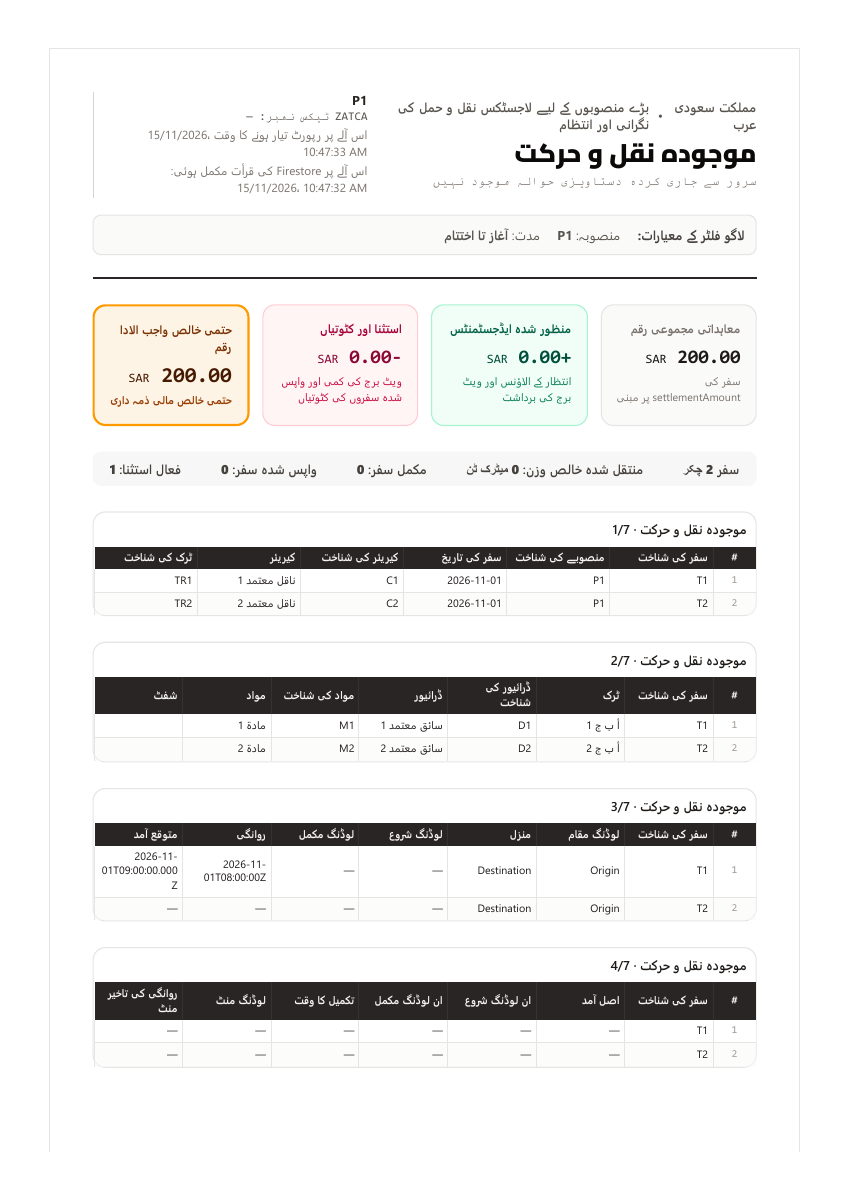 مملکت سعودی عرب • بڑے منصوبوں کے لیے لاجسٹکس نقل و حمل کی نگرانی اور انتظام
موجودہ نقل و حرکت
سرور سے جاری کردہ دستاویزی حوالہ موجود نہیں
P1
ZATCA ٹیکس نمبر: —
اس آلے پر رپورٹ تیار ہونے کا وقت 15/11/2026،
10:47:33 AM
اس آلے پر Firestore کی قرأت مکمل ہوئی:
15/11/2026، 10:47:32 AM
لاگو فلٹر کے معیارات: منصوبہ: P1 مدت: آغاز تا اختتام
معاہداتی مجموعی رقم
200.00 SAR
سفر کی
settlementAmount پر مبنی
منظور شدہ ایڈجسٹمنٹس
+0.00 SAR
انتظار کے الاؤنس اور ویٹ
برج کی برداشت
استثنا اور کٹوتیاں
-0.00 SAR
ویٹ برج کی کمی اور واپس
شدہ سفروں کی کٹوتیاں
حتمی خالص واجب الادا
رقم
200.00 SAR
حتمی خالص مالی ذمہ داری
سفر 2 چکر منتقل شدہ خالص وزن: 0 میٹرک ٹن مکمل سفر: 0 واپس شدہ سفر: 0 فعال استثنا: 1
موجودہ نقل و حرکت · 1/7
# سفر کی شناخت منصوبے کی شناخت سفر کی تاریخ کیریئر کی شناخت کیریئر ٹرک کی شناخت
1 T1 P1 2026-11-01 C1 ناقل معتمد 1 TR1
2 T2 P1 2026-11-01 C2 ناقل معتمد 2 TR2
موجودہ نقل و حرکت · 2/7
# سفر کی شناخت ٹرک ڈرائیور کی شناخت ڈرائیور مواد کی شناخت مواد شفٹ
1 T1 أ ب ج 1 D1 سائق معتمد 1 M1 مادة 1
2 T2 أ ب ج 2 D2 سائق معتمد 2 M2 مادة 2
موجودہ نقل و حرکت · 3/7
# سفر کی شناخت لوڈنگ مقام منزل لوڈنگ شروع لوڈنگ مکمل روانگی متوقع آمد
1 T1 Origin Destination — — 2026-11-01T08:00:00Z 2026-11-01T09:00:00.000Z
2 T2 Origin Destination — — — —
موجودہ نقل و حرکت · 4/7
# سفر کی شناخت اصل آمد ان لوڈنگ شروع ان لوڈنگ مکمل تکمیل کا وقت لوڈنگ منٹ روانگی کی تاخیر منٹ
1 T1 — — — — — —
2 T2 — — — — — —